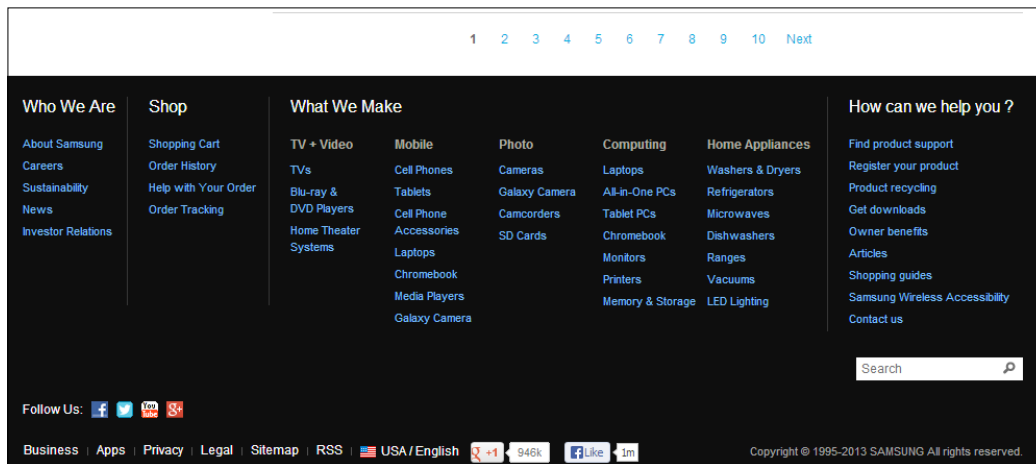 1 2 3 4 5 6 7 8 9 10 Next
Who We Are
About Samsung
Careers
Sustainability
News
Investor Relations
Shop
Shopping Cart
Order History
Help with Your Order
Order Tracking
What We Make
TV + Video
TVs
Blu-ray &
DVD Players
Home Theater
Systems
Mobile
Cell Phones
Tablets
Cell Phone
Accessories
Laptops
Chromebook
Media Players
Galaxy Camera
Photo
Cameras
Galaxy Camera
Camcorders
SD Cards
Computing
Laptops
All-in-One PCs
Tablet PCs
Chromebook
Monitors
Printers
Memory & Storage
Home Appliances
Washers & Dryers
Refrigerators
Microwaves
Dishwashers
Ranges
Vacuums
LED Lighting
How can we help you ?
Find product support
Register your product
Product recycling
Get downloads
Owner benefits
Articles
Shopping guides
Samsung Wireless Accessibility
Contact us
Search
Follow Us: f You Tube g+
Business | Apps | Privacy | Legal | Sitemap | RSS | USA / English g +1 946k f Like 1m Copyright © 1995-2013 SAMSUNG All rights reserved.